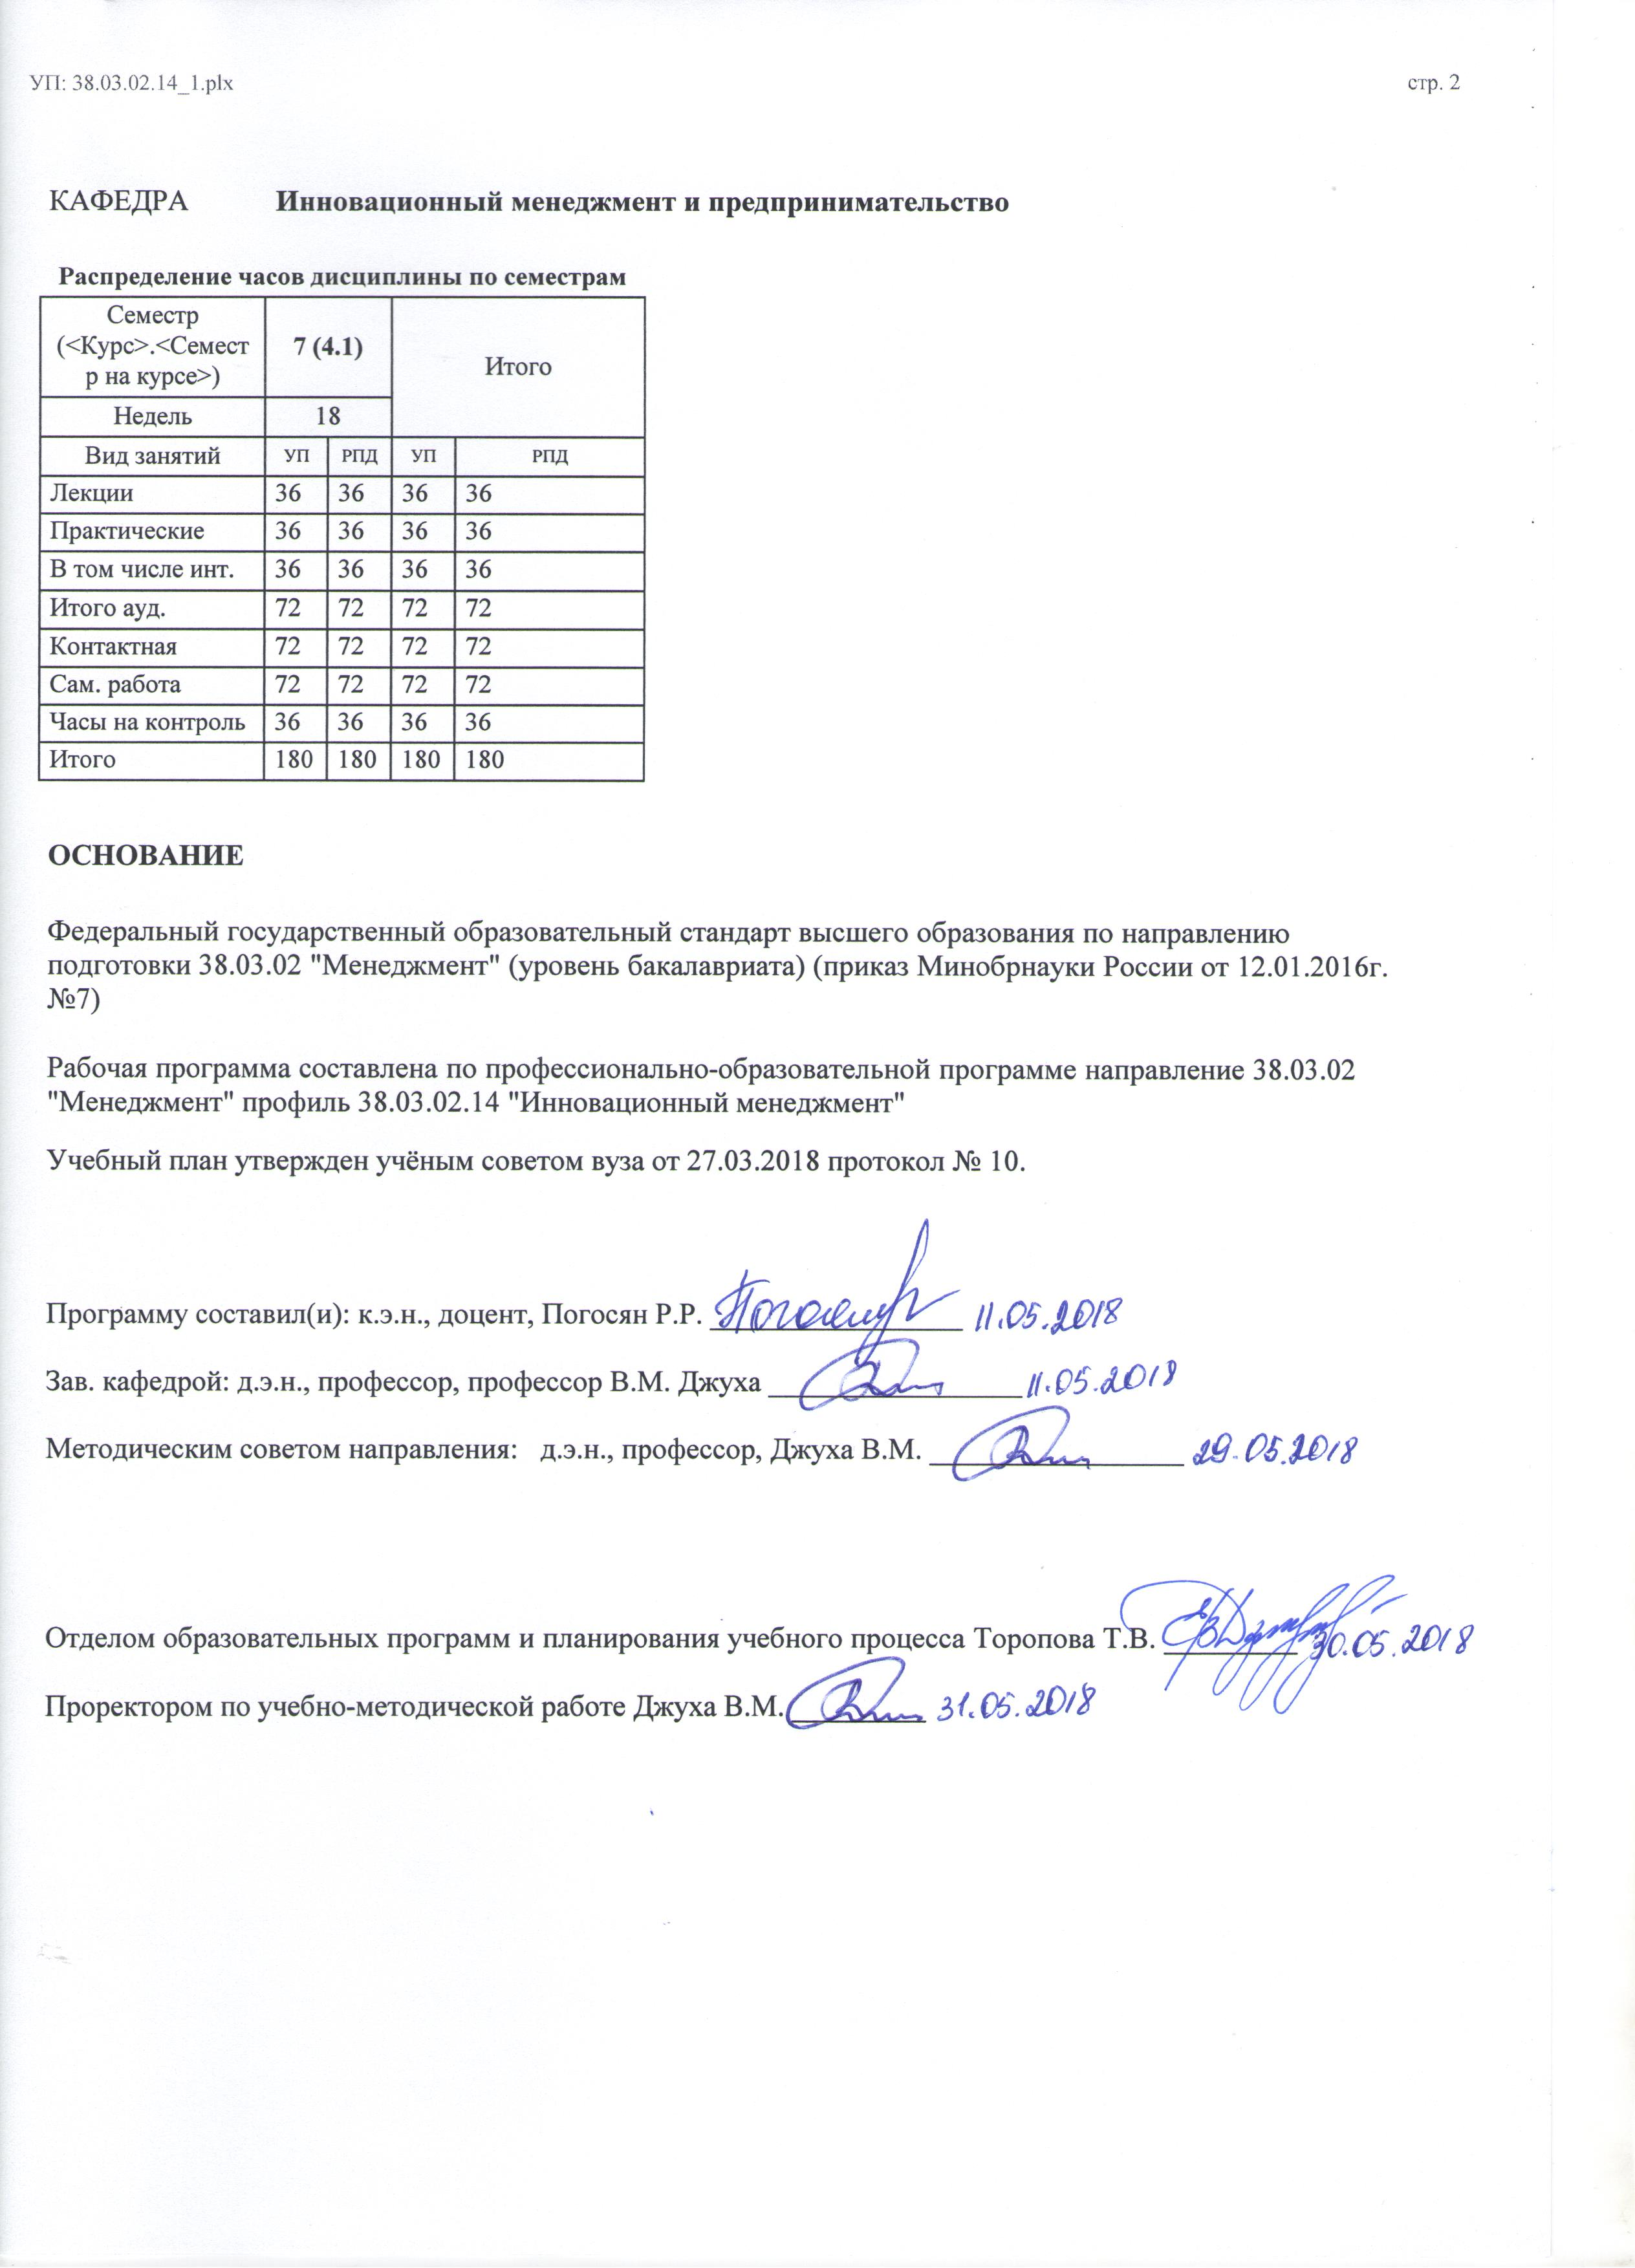 УП: 38.03.02.14_1.plx стр. 2
КАФЕДРА Инновационный менеджмент и предпринимательство
Распределение часов дисциплины по семестрам
Семестр
(<Курс>.<Семест
р на курсе>) 7 (4.1) Итого
Недель 18
Вид занятий УП РПД УП РПД
Лекции 36 36 36 36
Практические 36 36 36 36
В том числе инт. 36 36 36 36
Итого ауд. 72 72 72 72
Контактная 72 72 72 72
Сам. работа 72 72 72 72
Часы на контроль 36 36 36 36
Итого 180 180 180 180
ОСНОВАНИЕ
Федеральный государственный образовательный стандарт высшего образования по направлению
подготовки 38.03.02 "Менеджмент" (уровень бакалавриата) (приказ Минобрнауки России от 12.01.2016г.
№7)
Рабочая программа составлена по профессионально-образовательной программе направление 38.03.02
"Менеджмент" профиль 38.03.02.14 "Инновационный менеджмент"
Учебный план утвержден учёным советом вуза от 27.03.2018 протокол № 10.
Программу составил(и): к.э.н., доцент, Погосян Р.Р. 11.05.2018
Зав. кафедрой: д.э.н., профессор, профессор В.М. Джуха 11.05.2018
Методическим советом направления: д.э.н., профессор, Джуха В.М. 29.05.2018
Отделом образовательных программ и планирования учебного процесса Торопова Т.В. 30.05.2018
Проректором по учебно-методической работе Джуха В.М. 31.05.2018